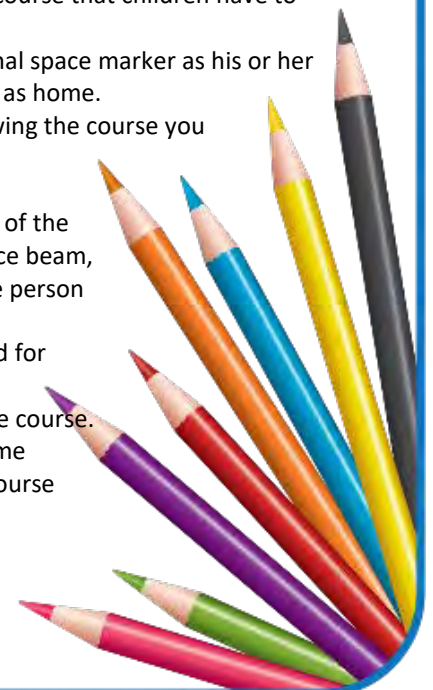 course that children have to
nal space marker as his or her
as home.
ving the course you
of the
ce beam,
e person
d for
e course.
me
ourse